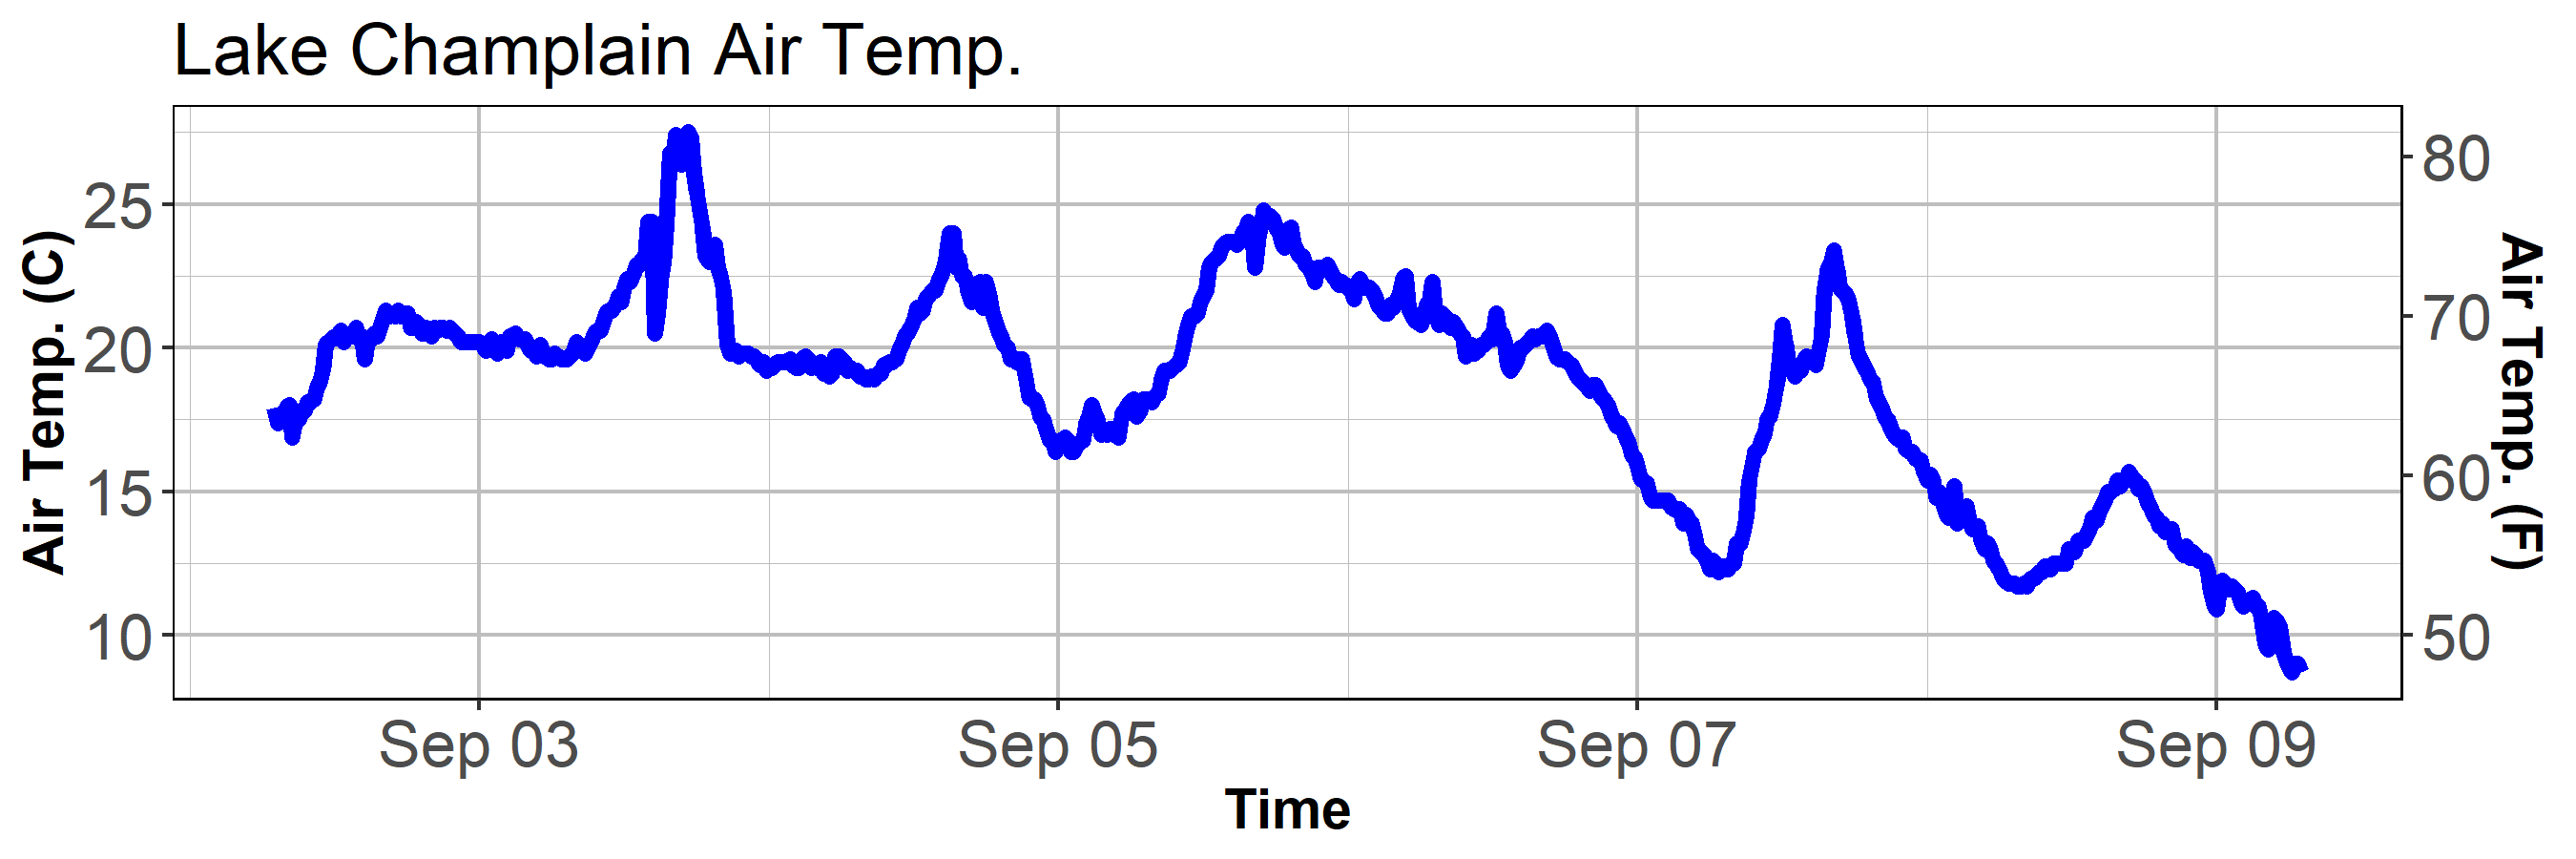 Lake Champlain Air Temp.
Air Temp. (C)
25
20
15
10
80
70
60
50
Air Temp. (F)
Sep 03
Sep 05
Sep 07
Sep 09
Time